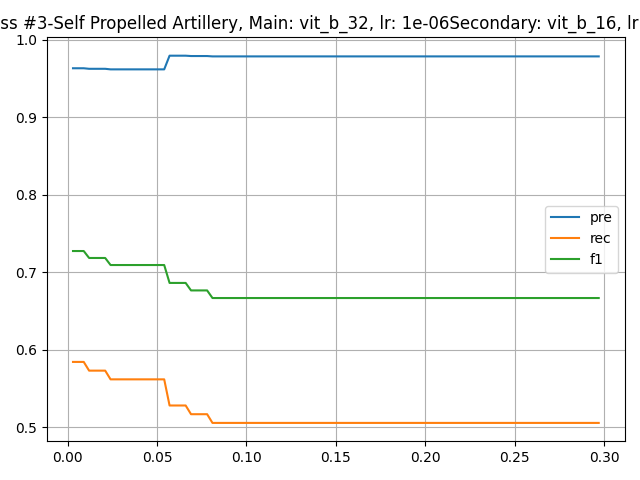 ss #3-Self Propelled Artillery, Main: vit_b_32, lr: 1e-06Secondary: vit_b_16, lr
1.0
0.9
0.8
0.7
0.6
0.5
pre
rec
f1
0.00 0.05 0.10 0.15 0.20 0.25 0.30